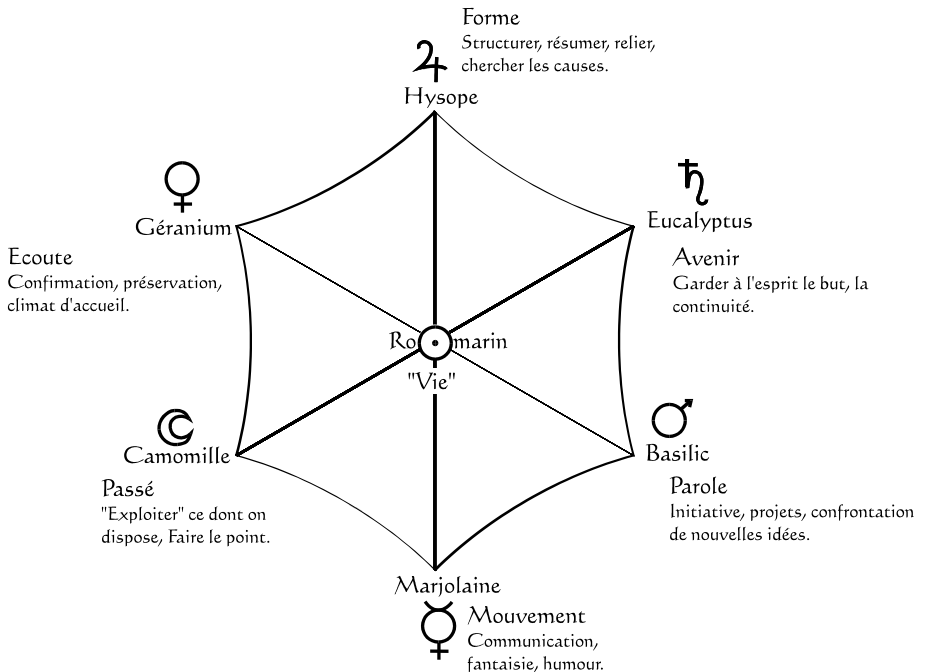 Forme
Structurer, résumer, relier,
chercher les causes.
Hysope
Géranium
Ecoute
Confirmation, préservation,
climat d'accueil.
Eucalyptus
Avenir
Garder à l'esprit le but, la
continuité.
Romarin
"Vie"
Camomille
Passé
"Exploiter" ce dont on
dispose, Faire le point.
Basilic
Parole
Initiative, projets, confrontation
de nouvelles idées.
Marjolaine
Mouvement
Communication,
fantaisie, humour.